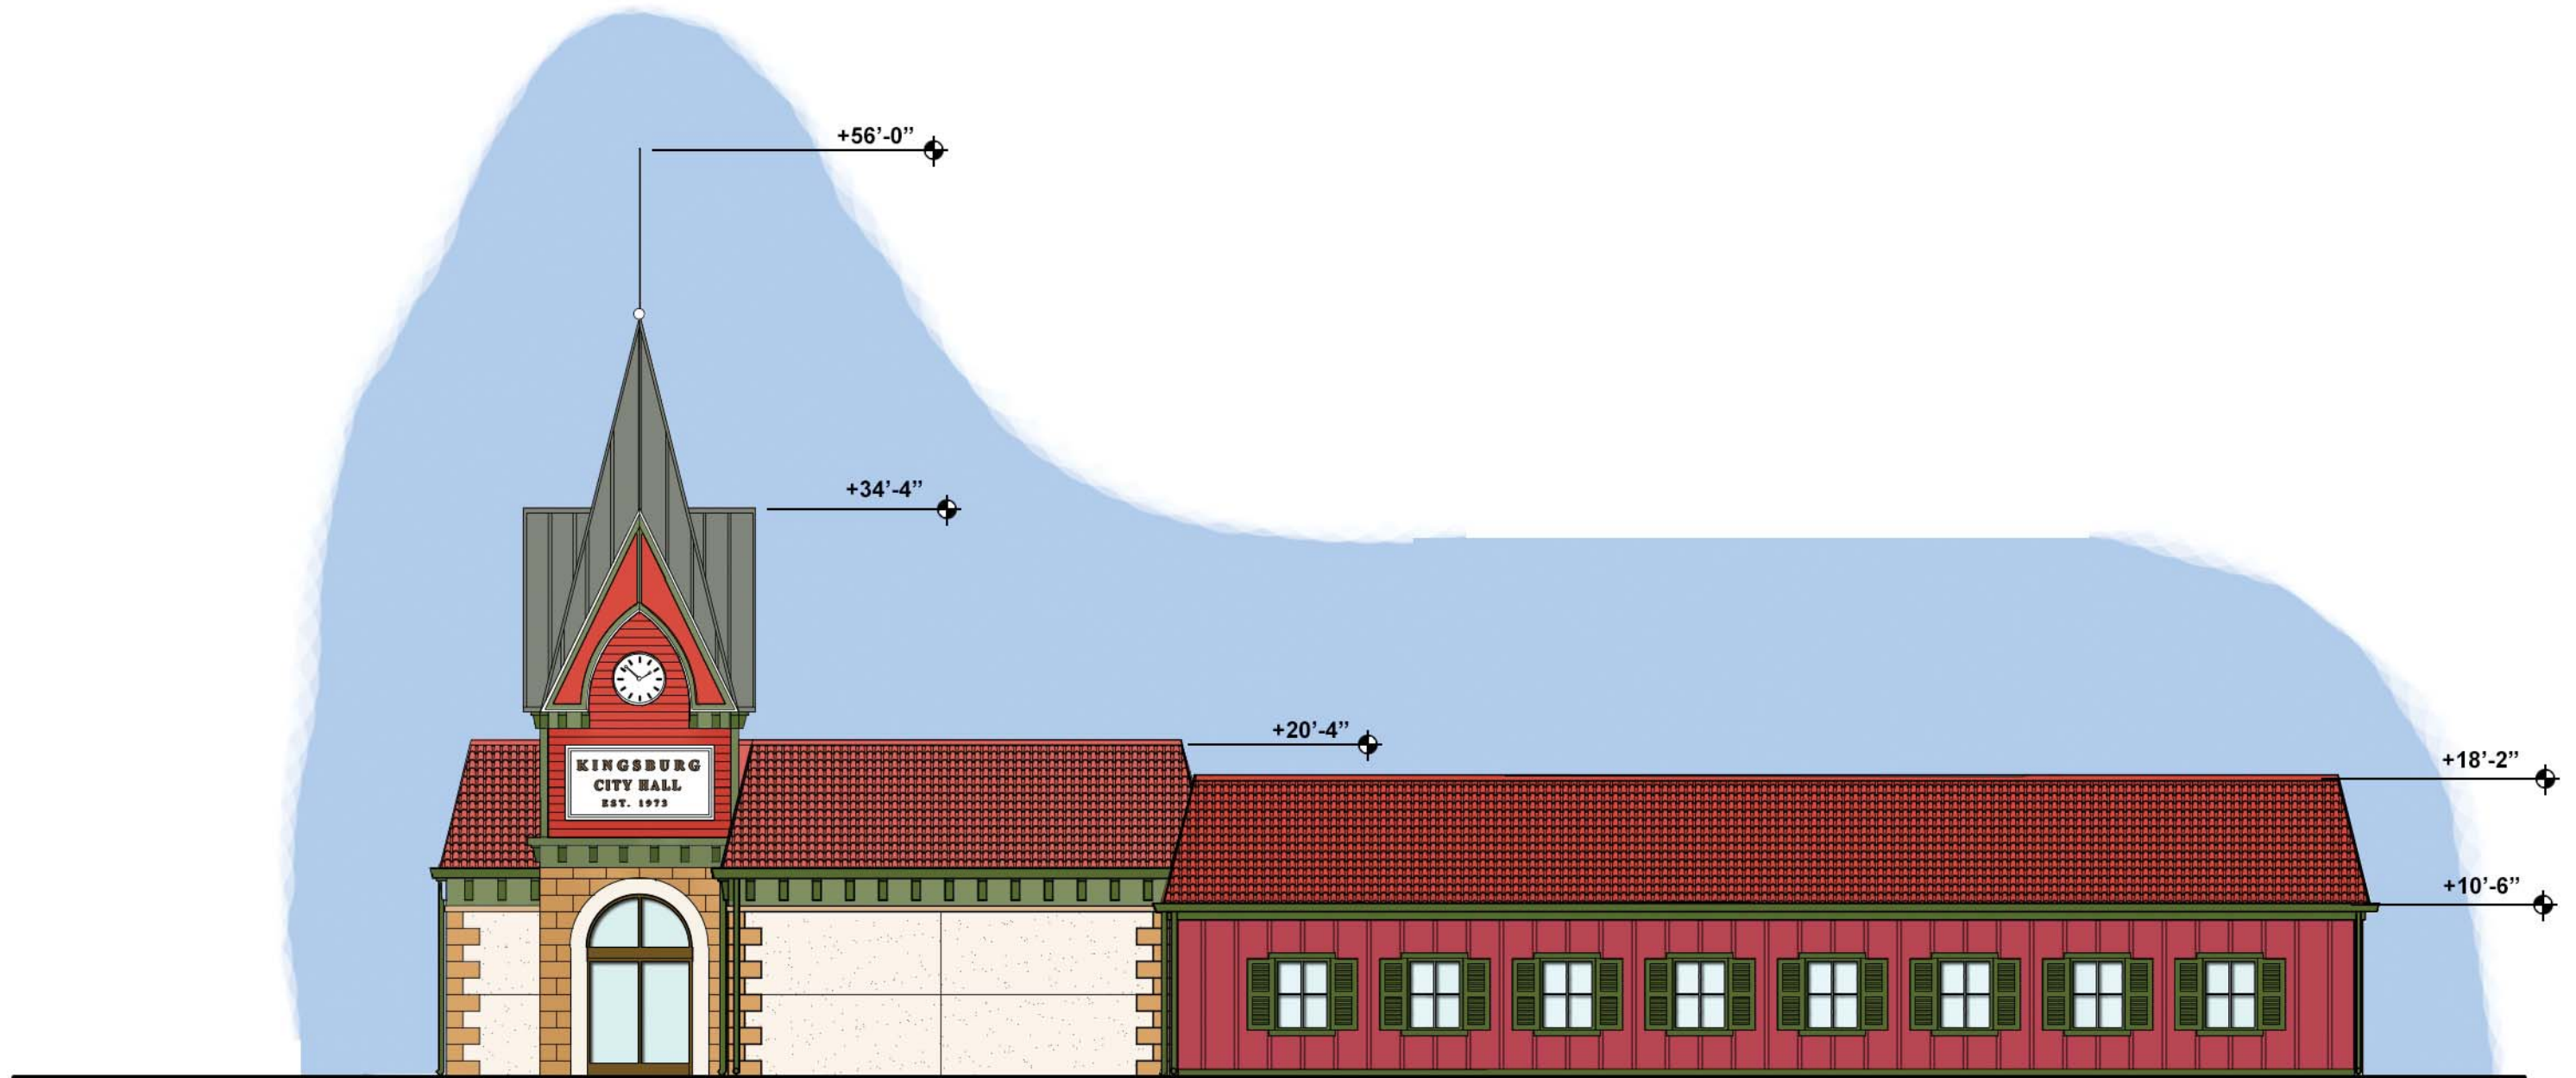 +56’-0”
+34’-4”
+20’-4”
+18’-2”
KINGSBURG
CITY HALL
EST. 1973
+10’-6”